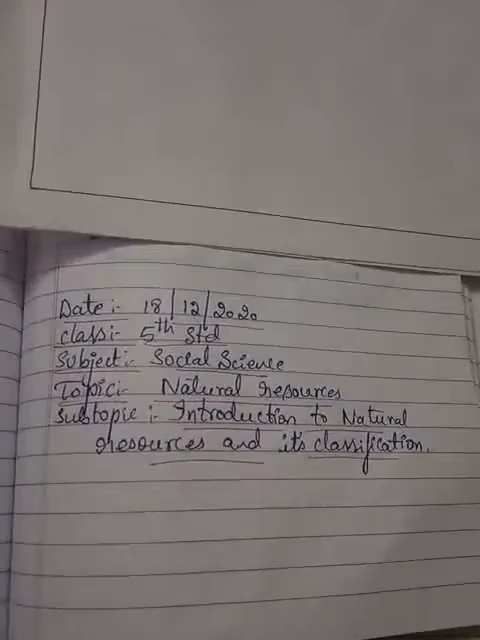 Date :- 18/12/2020
class:- 5th Std
Subject:- Social Science
Topic:- Natural resources
Subtopic :- Introduction to Natural
resources and it's classification.